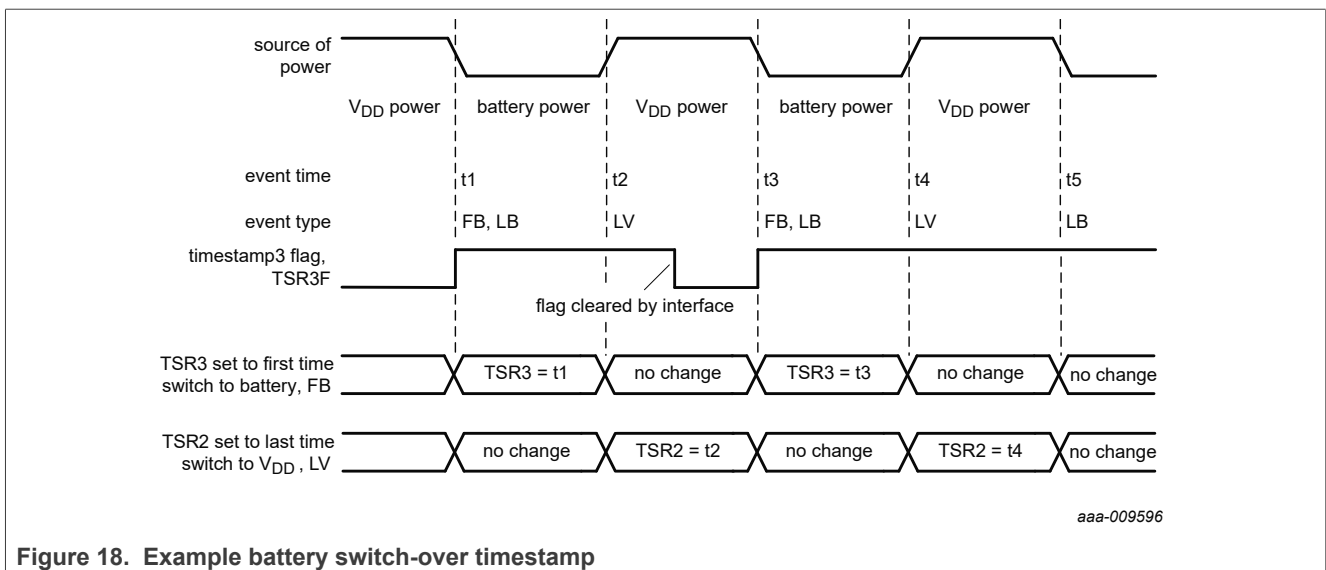 source of
power
V_DD power battery power V_DD power battery power V_DD power
event time t1 t2 t3 t4 t5
event type FB, LB LV FB, LB LV LB
timestamp3 flag,
TSR3F
flag cleared by interface
TSR3 set to first time
switch to battery, FB
TSR3 = t1 no change TSR3 = t3 no change no change
TSR2 set to last time
switch to V_DD , LV
no change TSR2 = t2 no change TSR2 = t4 no change
aaa-009596
Figure 18. Example battery switch-over timestamp